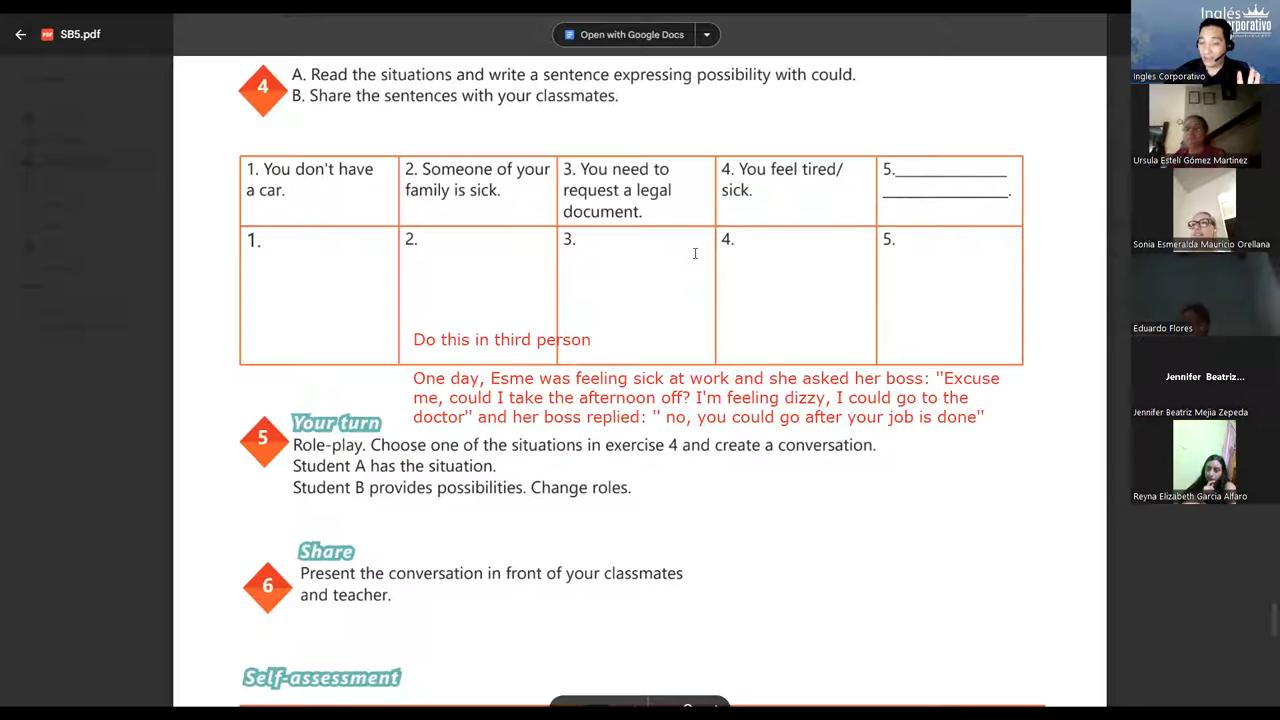 SB5.pdf
Open with Google Docs
Inglés
Corporativo
4
A. Read the situations and write a sentence expressing possibility with could.
B. Share the sentences with your classmates.
1. You don't have
a car.
2. Someone of your
family is sick.
3. You need to
request a legal
document.
4. You feel tired/
sick.
5.____________
________________.
1.
2.
3.
4.
5.
Do this in third person
One day, Esme was feeling sick at work and she asked her boss: "Excuse
me, could I take the afternoon off? I'm feeling dizzy, I could go to the
doctor" and her boss replied: " no, you could go after your job is done"
5
Your turn
Role-play. Choose one of the situations in exercise 4 and create a conversation.
Student A has the situation.
Student B provides possibilities. Change roles.
6
Share
Present the conversation in front of your classmates
and teacher.
Self-assessment
Ingles Corporativo
Ursula Estelí Gómez Martinez
Sonia Esmeralda Mauricio Orellana
Eduardo Flores
Jennifer Beatriz...
Jennifer Beatriz Mejia Zepeda
Reyna Elizabeth Garcia Alfaro